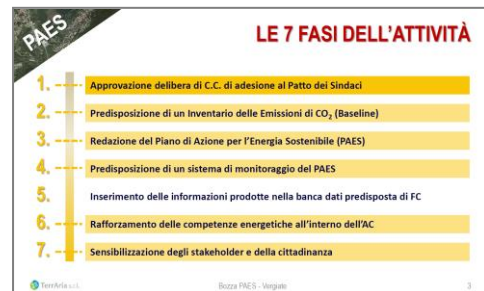 PAES
LE 7 FASI DELL'ATTIVITÀ
1. Approvazione delibera di C.C. di adesione al Patto dei Sindaci
2. Predisposizione di un Inventario delle Emissioni di CO₂ (Baseline)
3. Redazione del Piano di Azione per l'Energia Sostenibile (PAES)
4. Predisposizione di un sistema di monitoraggio del PAES
5. Inserimento delle informazioni prodotte nella banca dati predisposta di FC
6. Rafforzamento delle competenze energetiche all'interno dell'AC
7. Sensibilizzazione degli stakeholder e della cittadinanza
TerrAria s.r.l. Bozza PAES - Vergiate 3